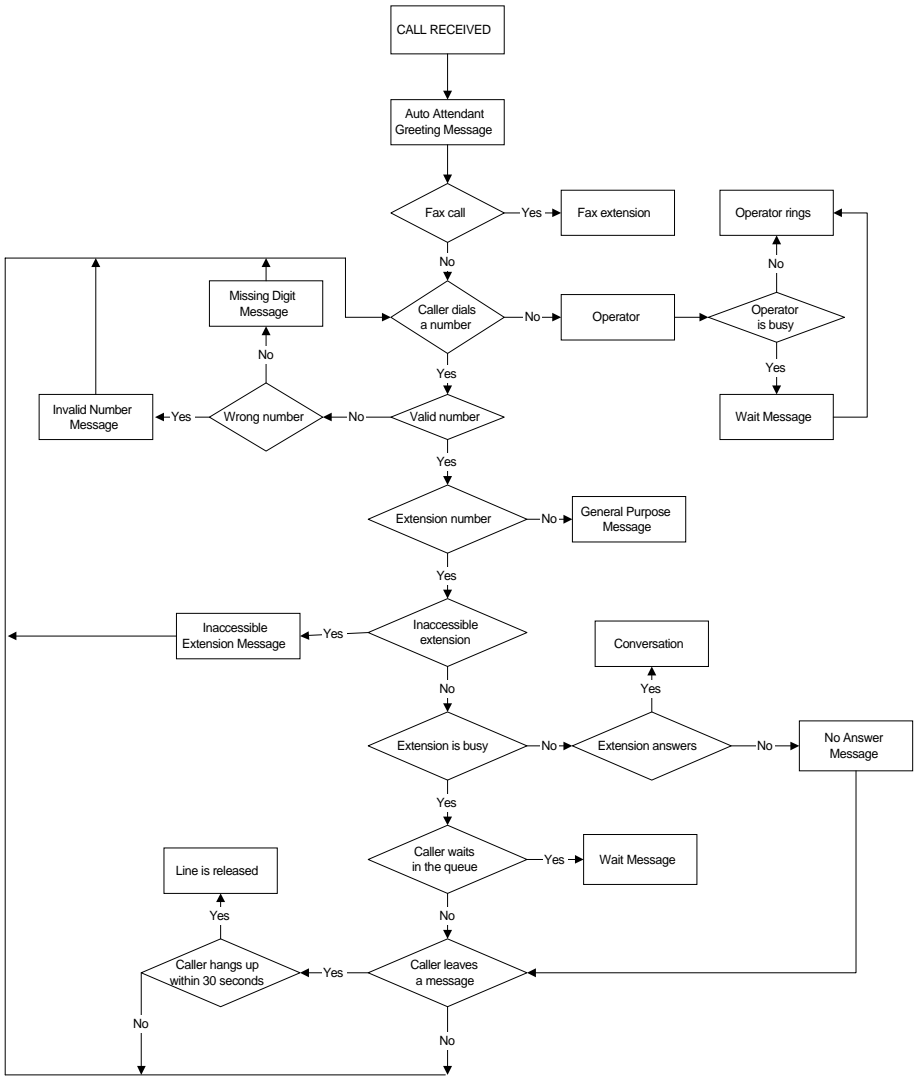 CALL RECEIVED
Auto Attendant
Greeting Message
Fax call
Yes
Fax extension
Operator rings
No
No
Missing Digit
Message
Caller dials
a number
No
Operator
Operator
is busy
No
Yes
Yes
Invalid Number
Message
Yes
Wrong number
No
Valid number
Wait Message
Yes
Extension number
No
General Purpose
Message
Yes
Inaccessible
Extension Message
Yes
Inaccessible
extension
Conversation
No
Yes
Extension is busy
No
Extension answers
No
No Answer
Message
Yes
Caller waits
in the queue
Yes
Wait Message
Line is released
Yes
No
Caller hangs up
within 30 seconds
Yes
Caller leaves
a message
No
No